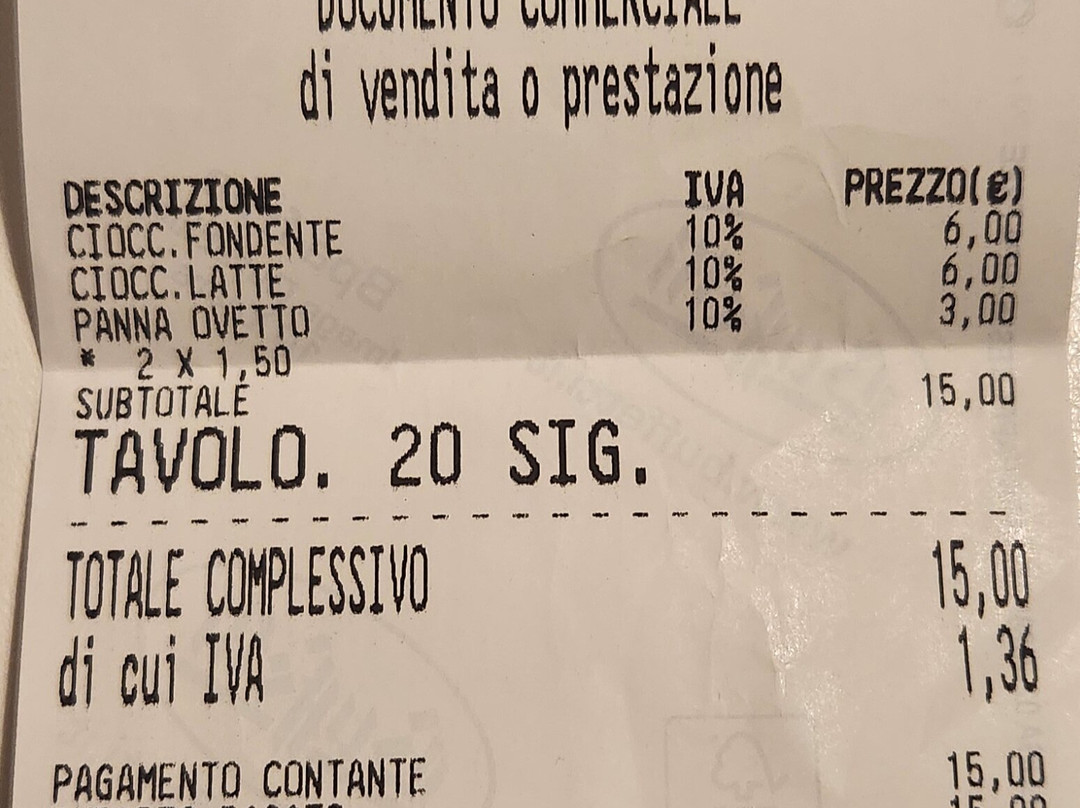 DOCUMENTO COMMERCIALE
di vendita o prestazione
DESCRIZIONE IVA PREZZO(€)
CIOCC.FONDENTE 10% 6,00
CIOCC.LATTE 10% 6,00
PANNA OVETTO 10% 3,00
* 2 X 1,50
SUBTOTALE 15,00
TAVOLO. 20 SIG.
TOTALE COMPLESSIVO 15,00
di cui IVA 1,36
PAGAMENTO CONTANTE 15,00